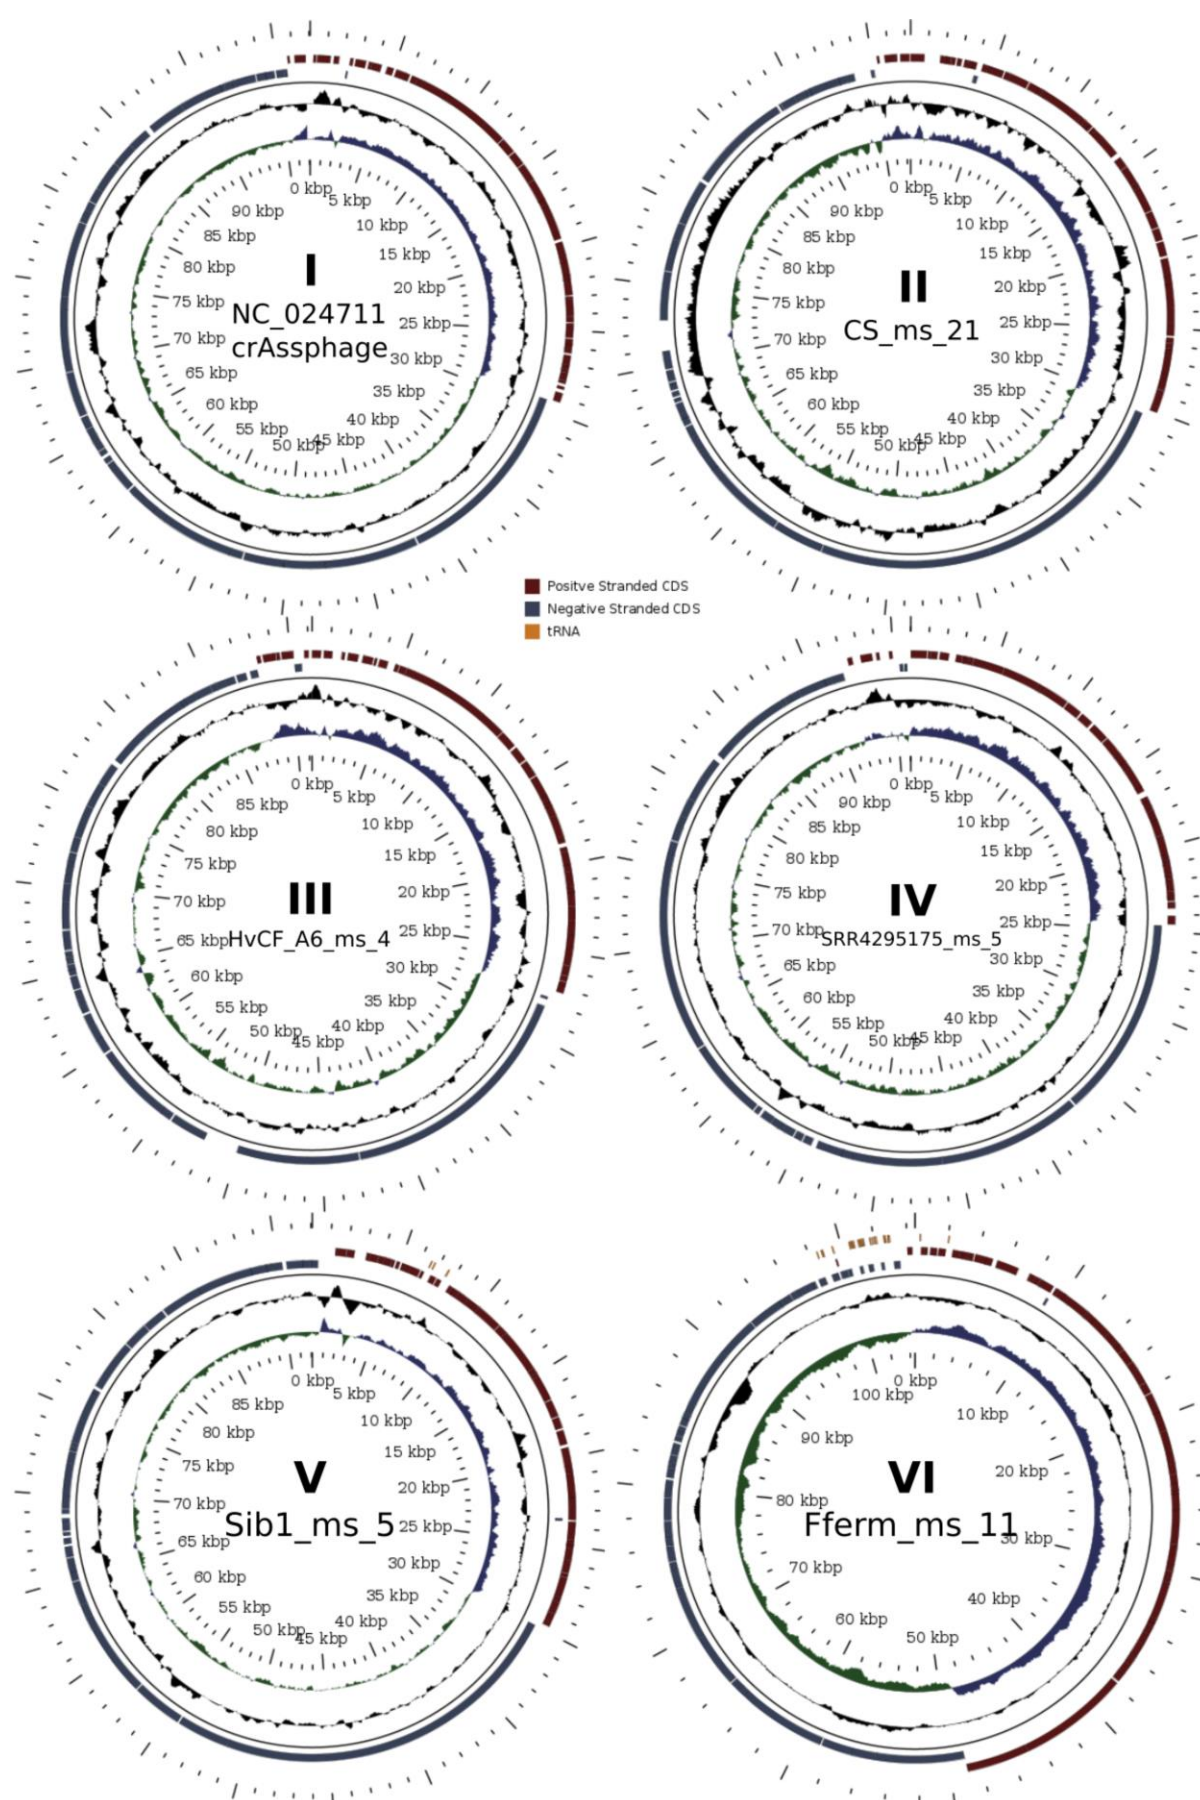 0 kbp
5 kbp
10 kbp
15 kbp
20 kbp
25 kbp
30 kbp
35 kbp
40 kbp
45 kbp
50 kbp
55 kbp
60 kbp
65 kbp
70 kbp
75 kbp
80 kbp
85 kbp
90 kbp
I
NC_024711
crAssphage
0 kbp
5 kbp
10 kbp
15 kbp
20 kbp
25 kbp
30 kbp
35 kbp
40 kbp
45 kbp
50 kbp
55 kbp
60 kbp
65 kbp
70 kbp
75 kbp
80 kbp
85 kbp
90 kbp
II
CS_ms_21
Positve Stranded CDS
Negative Stranded CDS
tRNA
0 kbp
5 kbp
10 kbp
15 kbp
20 kbp
25 kbp
30 kbp
35 kbp
40 kbp
45 kbp
50 kbp
55 kbp
60 kbp
65 kbp
70 kbp
75 kbp
80 kbp
85 kbp
III
HvCF_A6_ms_4
0 kbp
5 kbp
10 kbp
15 kbp
20 kbp
25 kbp
30 kbp
35 kbp
40 kbp
45 kbp
50 kbp
55 kbp
60 kbp
65 kbp
70 kbp
75 kbp
80 kbp
85 kbp
90 kbp
IV
SRR4295175_ms_5
0 kbp
5 kbp
10 kbp
15 kbp
20 kbp
25 kbp
30 kbp
35 kbp
40 kbp
45 kbp
50 kbp
55 kbp
60 kbp
65 kbp
70 kbp
75 kbp
80 kbp
85 kbp
V
Sib1_ms_5
0 kbp
10 kbp
20 kbp
30 kbp
40 kbp
50 kbp
60 kbp
70 kbp
80 kbp
90 kbp
100 kbp
VI
Fferm_ms_11